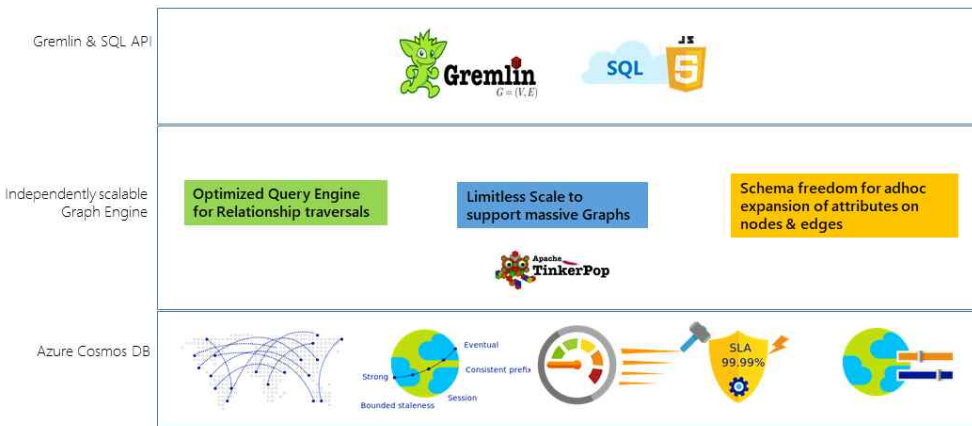 Gremlin & SQL API
Gremlin
G = (V, E)
SQL
JS
5
Independently scalable
Graph Engine
Optimized Query Engine
for Relationship traversals
Limitless Scale to
support massive Graphs
Schema freedom for adhoc
expansion of attributes on
nodes & edges
Apache
TinkerPop
Azure Cosmos DB
Eventual
Consistent prefix
Strong
Session
Bounded staleness
SLA
99.99%